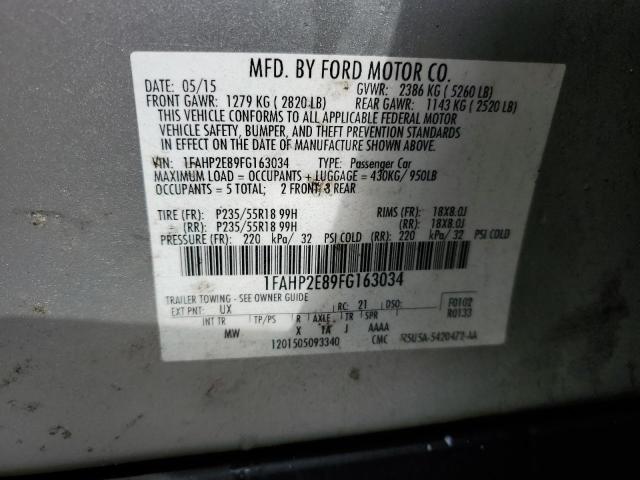 MFD. BY FORD MOTOR CO.
DATE: 05/15 GVWR: 2386 KG (5260 LB)
FRONT GAWR: 1279 KG (2820 LB) REAR GAWR: 1143 KG (2520 LB)
THIS VEHICLE CONFORMS TO ALL APPLICABLE FEDERAL MOTOR
VEHICLE SAFETY, BUMPER, AND THEFT PREVENTION STANDARDS
IN EFFECT ON THE DATE OF MANUFACTURE SHOWN ABOVE.
VIN: 1FAHP2E89FG163034 TYPE: Passenger Car
MAXIMUM LOAD = OCCUPANTS + LUGGAGE = 430KG/950LB
OCCUPANTS = 5 TOTAL; 2 FRONT 3 REAR
TIRE (FR): P235/55R18 99H RIMS (FR): 18X8.0J
(RR): P235/55R18 99H (RR): 18X8.0J
PRESSURE (FR): 220 kPa/ 32 PSI COLD (RR): 220 kPa/ 32 PSI COLD
1FAHP2E89FG163034
TRAILER TOWING - SEE OWNER GUIDE
EXT PNT: UX RC: 21 DSO: F0102
INT TR TP/PS R AXLE TR SPR R0133
MW X 1A J AAAA
1201505093340 CMC 5U5A-5420472-AA